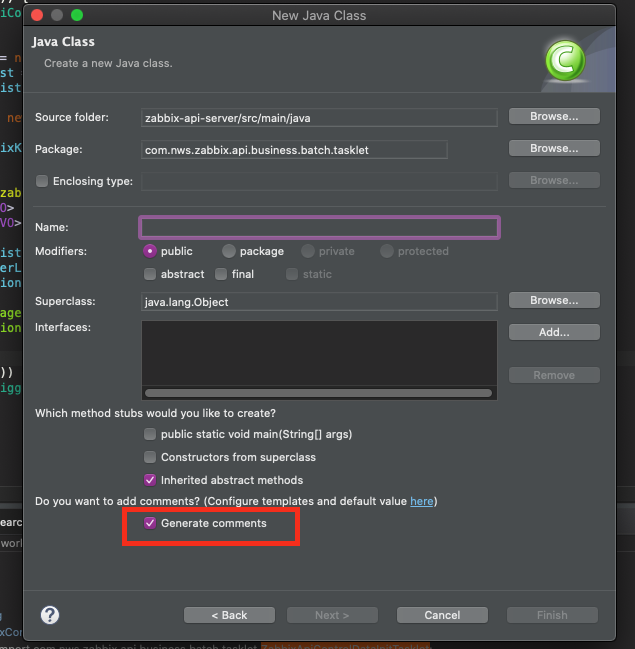 New Java Class
Java Class
Create a new Java class.
Source folder: zabbix-api-server/src/main/java Browse...
Package: com.nws.zabbix.api.business.batch.tasklet Browse...
Enclosing type: Browse...
Name:
Modifiers: public package private protected
abstract final static
Superclass: java.lang.Object Browse...
Interfaces: Add...
Remove
Which method stubs would you like to create?
public static void main(String[] args)
Constructors from superclass
Inherited abstract methods
Do you want to add comments? (Configure templates and default value here)
Generate comments
? < Back Next > Cancel Finish